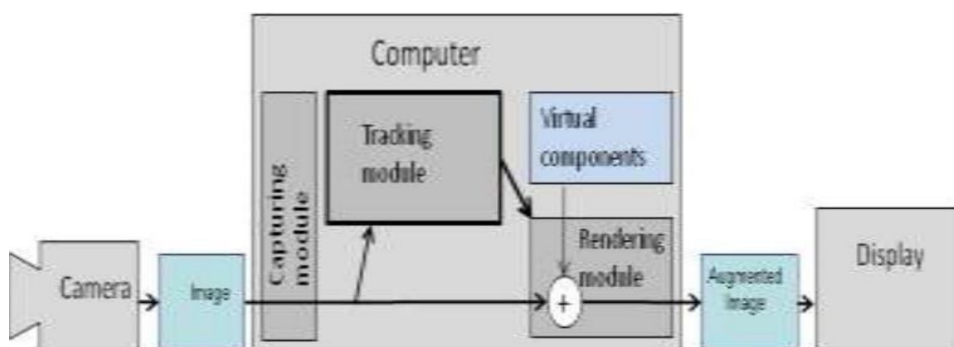 Computer
Capturing
module
Tracking
module
Virtual
components
Rendering
module
+
Camera
Image
Augmented
Image
Display